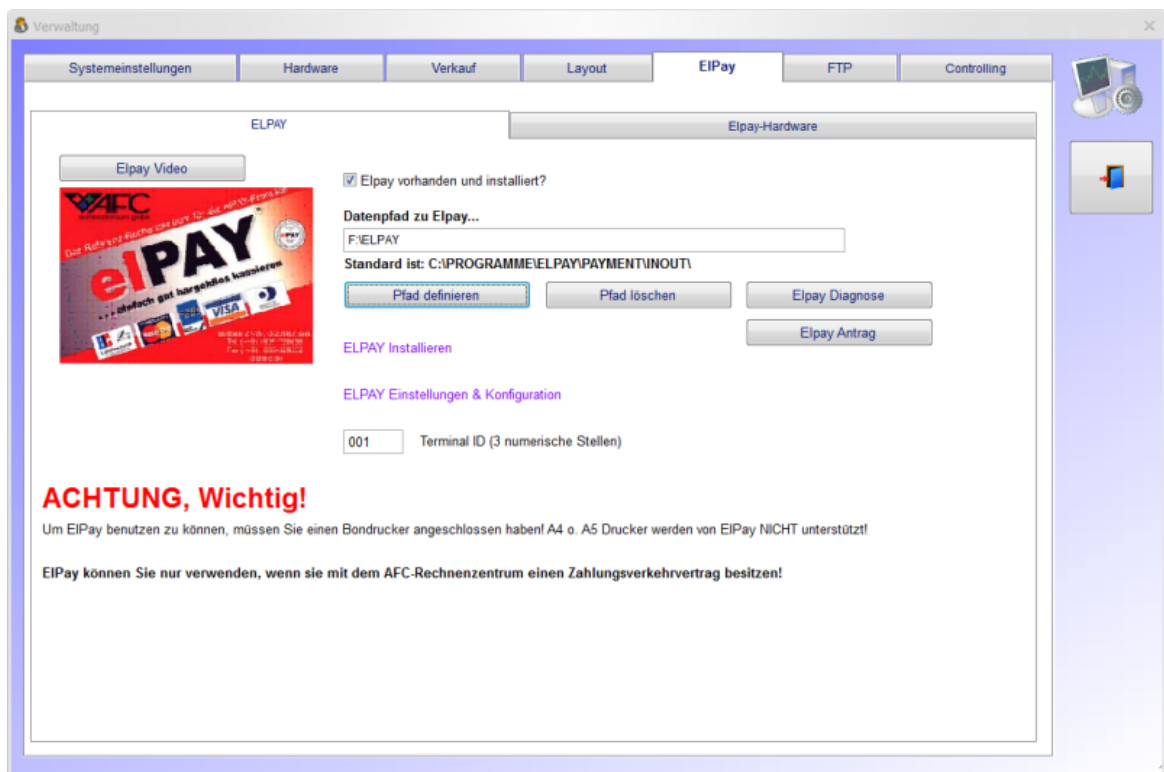 Verwaltung
Systemeinstellungen
Hardware
Verkauf
Layout
ElPay
FTP
Controlling
ELPAY
Elpay-Hardware
Elpay Video
AFC
elPAY
... einfach gut bargeldlos kassieren
VISA
Elpay vorhanden und installiert?
Datenpfad zu Elpay...
F:\ELPAY
Standard ist: C:\PROGRAMME\ELPAY\PAYMENT\INOUT\
Pfad definieren
Pfad löschen
Elpay Diagnose
Elpay Antrag
ELPAY Installieren
ELPAY Einstellungen & Konfiguration
001
Terminal ID (3 numerische Stellen)
ACHTUNG, Wichtig!
Um ElPay benutzen zu können, müssen Sie einen Bondrucker angeschlossen haben! A4 o. A5 Drucker werden von ElPay NICHT unterstützt!
ElPay können Sie nur verwenden, wenn sie mit dem AFC-Rechnenzentrum einen Zahlungsverkehrvertrag besitzen!